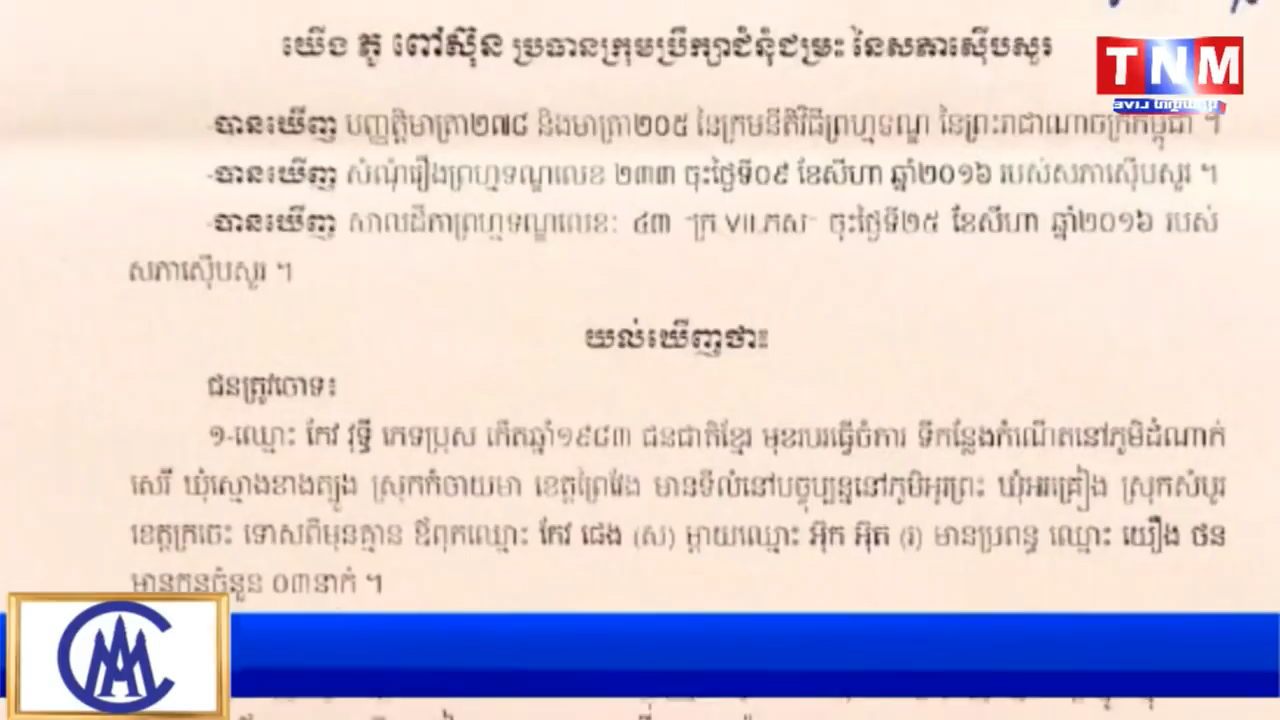 យើង ភូ ពៅស៊ុន ប្រធានក្រុមប្រឹក្សាជំនុំជម្រះ នៃសភាស៊ើបសួរ
TNM
-បានឃើញ បញ្ញត្តិមាត្រា២៧៨ និងមាត្រា២០៥ នៃក្រមនីតិវិធីព្រហ្មទណ្ឌ នៃព្រះរាជាណាចក្រកម្ពុជា ។
-បានឃើញ សំណុំរឿងព្រហ្មទណ្ឌលេខ ២៣៣ ចុះថ្ងៃទី០៩ ខែសីហា ឆ្នាំ២០១៦ របស់សភាស៊ើបសួរ ។
-បានឃើញ សាលដីកាព្រហ្មទណ្ឌលេខៈ ៤៣ "ក្រ VII.ភស" ចុះថ្ងៃទី២៥ ខែសីហា ឆ្នាំ២០១៦ របស់
សភាស៊ើបសួរ ។
យល់ឃើញថា៖
ជនត្រូវចោទ៖
១-ឈ្មោះ កែវ វុទ្ធី ភេទប្រុស កើតឆ្នាំ១៩៨៣ ជនជាតិខ្មែរ មុខរបរធ្វើចំការ ទីកន្លែងកំណើតនៅភូមិដំណាក់
សេរី ឃុំស្មោងខាងត្បូង ស្រុកកំចាយមា ខេត្តព្រៃវែង មានទីលំនៅបច្ចុប្បន្ននៅភូមិអូរព្រះ ឃុំអរគ្រៀង ស្រុកសំបូរ
ខេត្តក្រចេះ ទោសពីមុនគ្មាន ឪពុកឈ្មោះ កែវ ផេង (ស) ម្តាយឈ្មោះ អ៊ុក អ៊ុត (រ) មានប្រពន្ធ ឈ្មោះ យឿង ថន
មានកូនចំនួន ០៣នាក់ ។